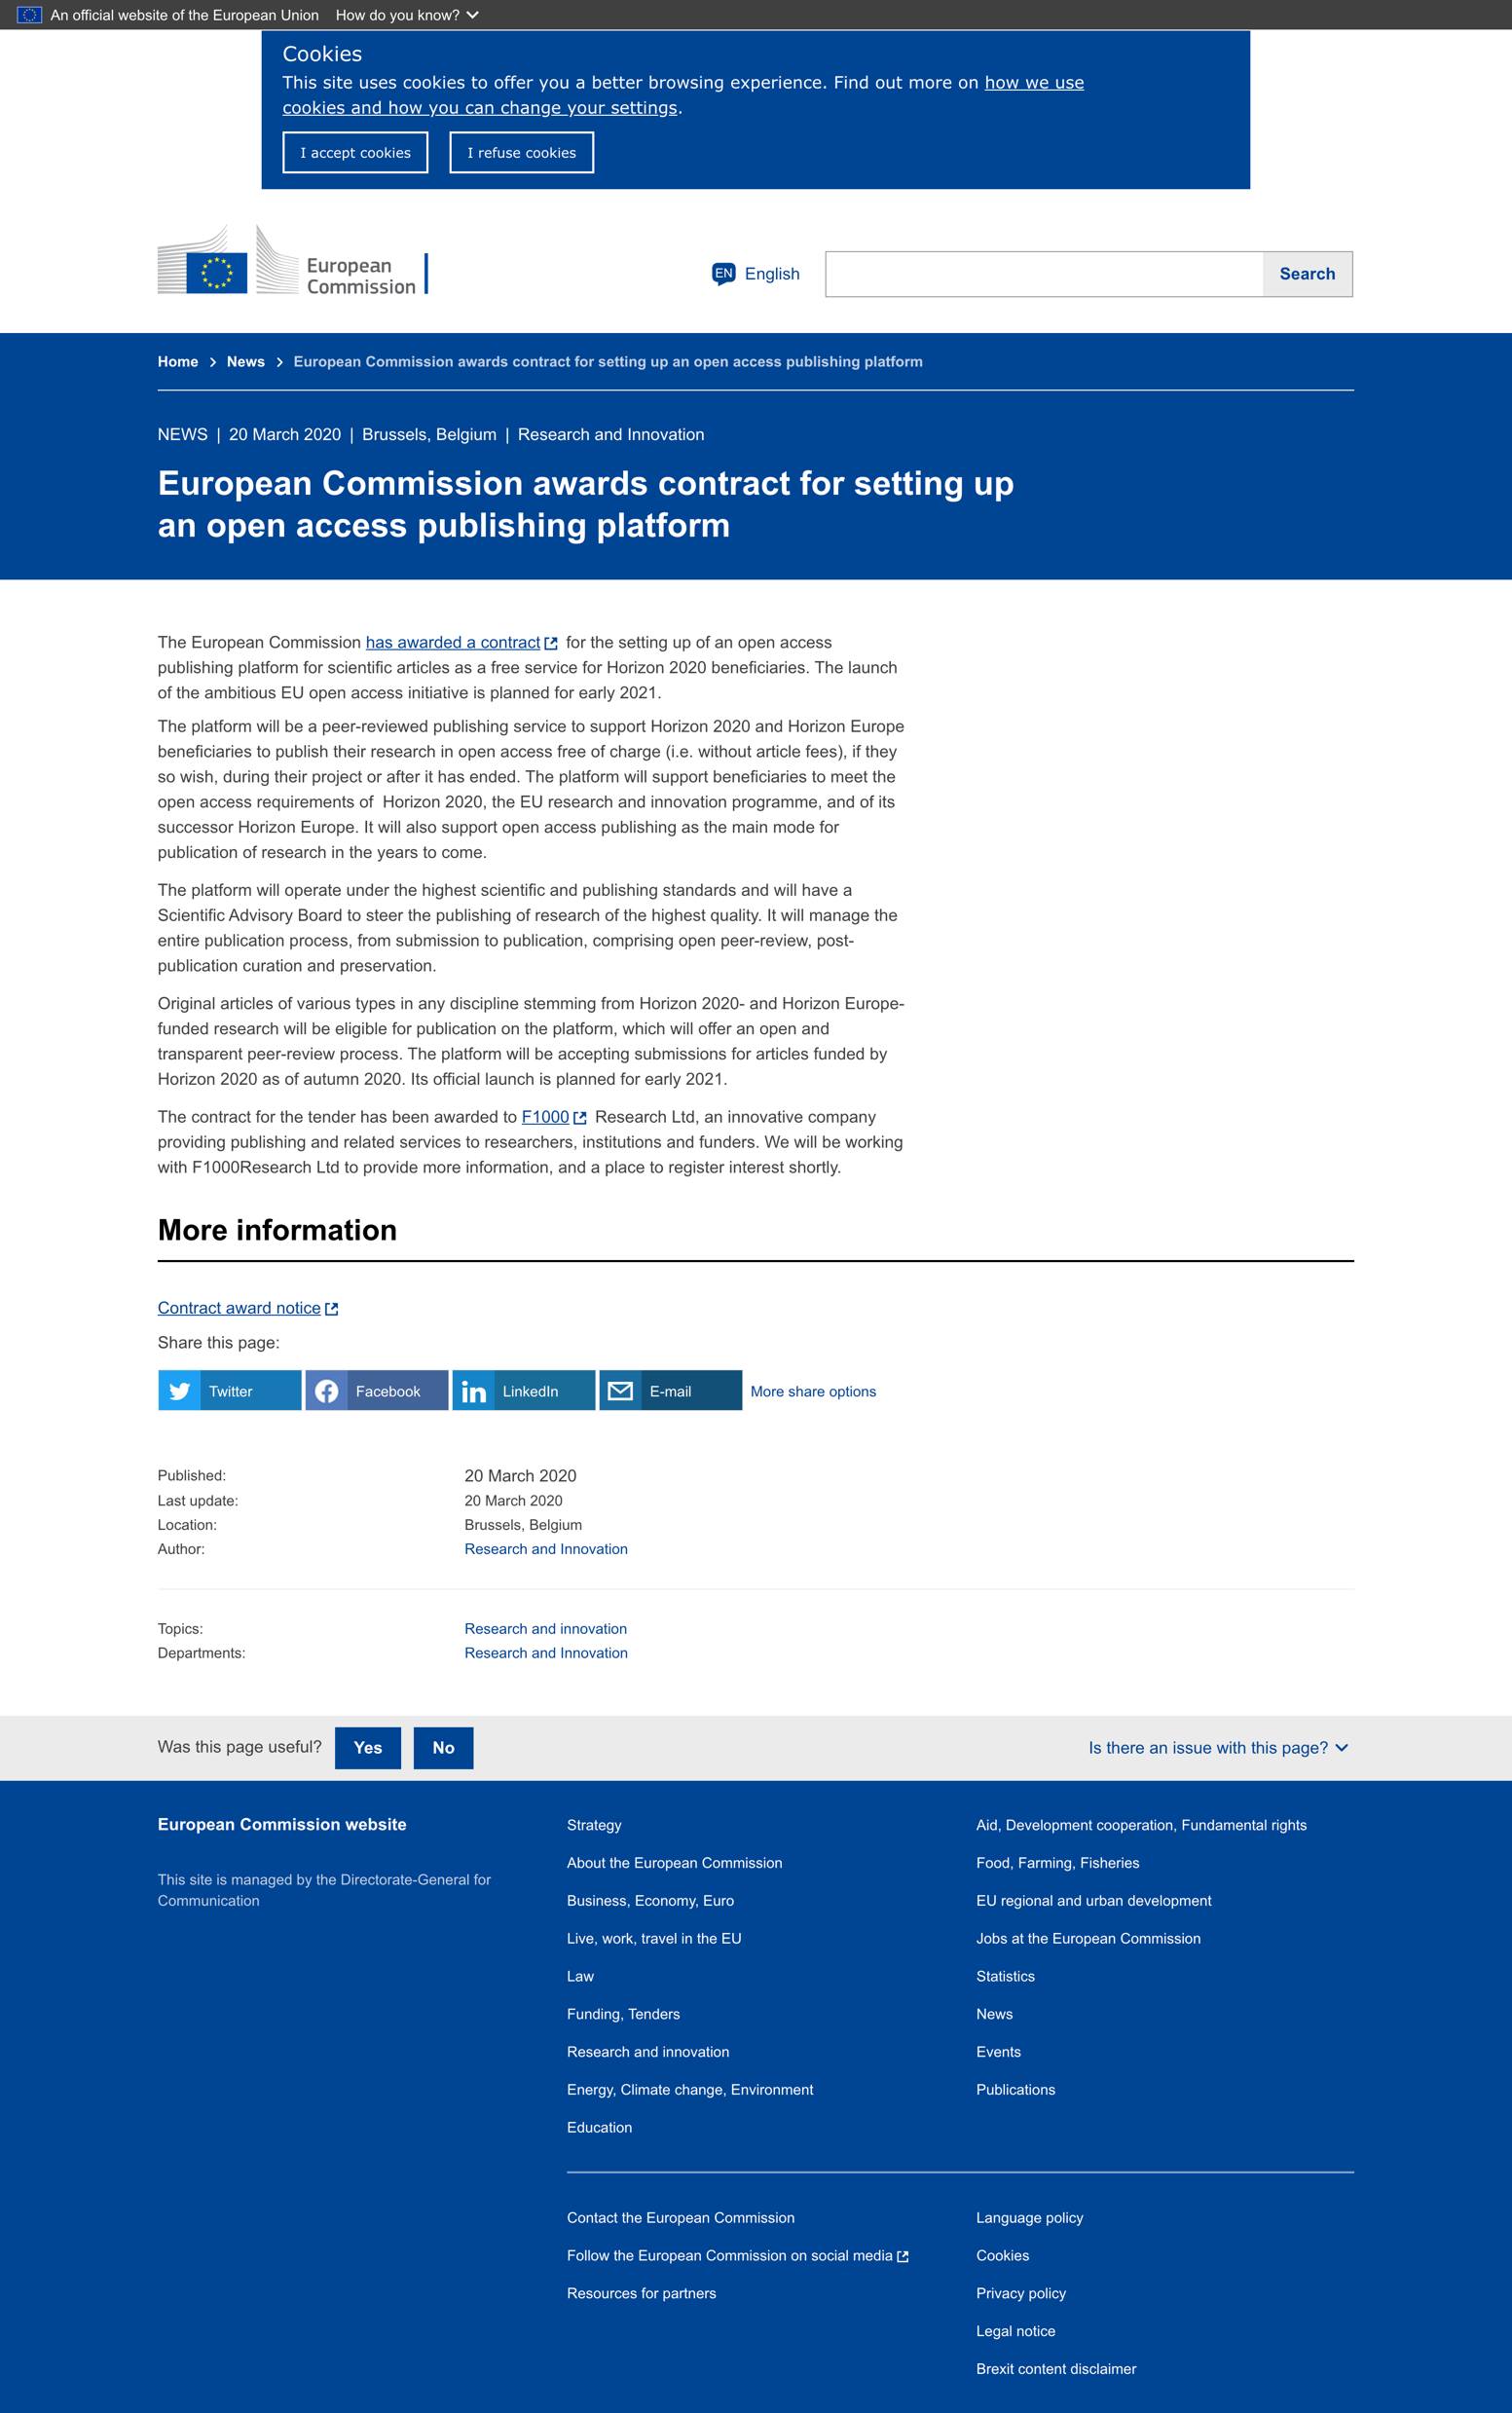 An official website of the European Union How do you know?
Cookies
This site uses cookies to offer you a better browsing experience. Find out more on how we use
cookies and how you can change your settings.
I accept cookies I refuse cookies
European
Commission
EN English Search
Home News European Commission awards contract for setting up an open access publishing platform
NEWS | 20 March 2020 | Brussels, Belgium | Research and Innovation
European Commission awards contract for setting up
an open access publishing platform
The European Commission has awarded a contract for the setting up of an open access
publishing platform for scientific articles as a free service for Horizon 2020 beneficiaries. The launch
of the ambitious EU open access initiative is planned for early 2021.
The platform will be a peer-reviewed publishing service to support Horizon 2020 and Horizon Europe
beneficiaries to publish their research in open access free of charge (i.e. without article fees), if they
so wish, during their project or after it has ended. The platform will support beneficiaries to meet the
open access requirements of Horizon 2020, the EU research and innovation programme, and of its
successor Horizon Europe. It will also support open access publishing as the main mode for
publication of research in the years to come.
The platform will operate under the highest scientific and publishing standards and will have a
Scientific Advisory Board to steer the publishing of research of the highest quality. It will manage the
entire publication process, from submission to publication, comprising open peer-review, post-
publication curation and preservation.
Original articles of various types in any discipline stemming from Horizon 2020- and Horizon Europe-
funded research will be eligible for publication on the platform, which will offer an open and
transparent peer-review process. The platform will be accepting submissions for articles funded by
Horizon 2020 as of autumn 2020. Its official launch is planned for early 2021.
The contract for the tender has been awarded to F1000 Research Ltd, an innovative company
providing publishing and related services to researchers, institutions and funders. We will be working
with F1000Research Ltd to provide more information, and a place to register interest shortly.
More information
Contract award notice
Share this page:
Twitter Facebook LinkedIn E-mail More share options
Published: 20 March 2020
Last update: 20 March 2020
Location: Brussels, Belgium
Author: Research and Innovation
Topics: Research and innovation
Departments: Research and Innovation
Was this page useful? Yes No Is there an issue with this page?
European Commission website
This site is managed by the Directorate-General for
Communication
Strategy
About the European Commission
Business, Economy, Euro
Live, work, travel in the EU
Law
Funding, Tenders
Research and innovation
Energy, Climate change, Environment
Education
Aid, Development cooperation, Fundamental rights
Food, Farming, Fisheries
EU regional and urban development
Jobs at the European Commission
Statistics
News
Events
Publications
Contact the European Commission
Follow the European Commission on social media
Resources for partners
Language policy
Cookies
Privacy policy
Legal notice
Brexit content disclaimer